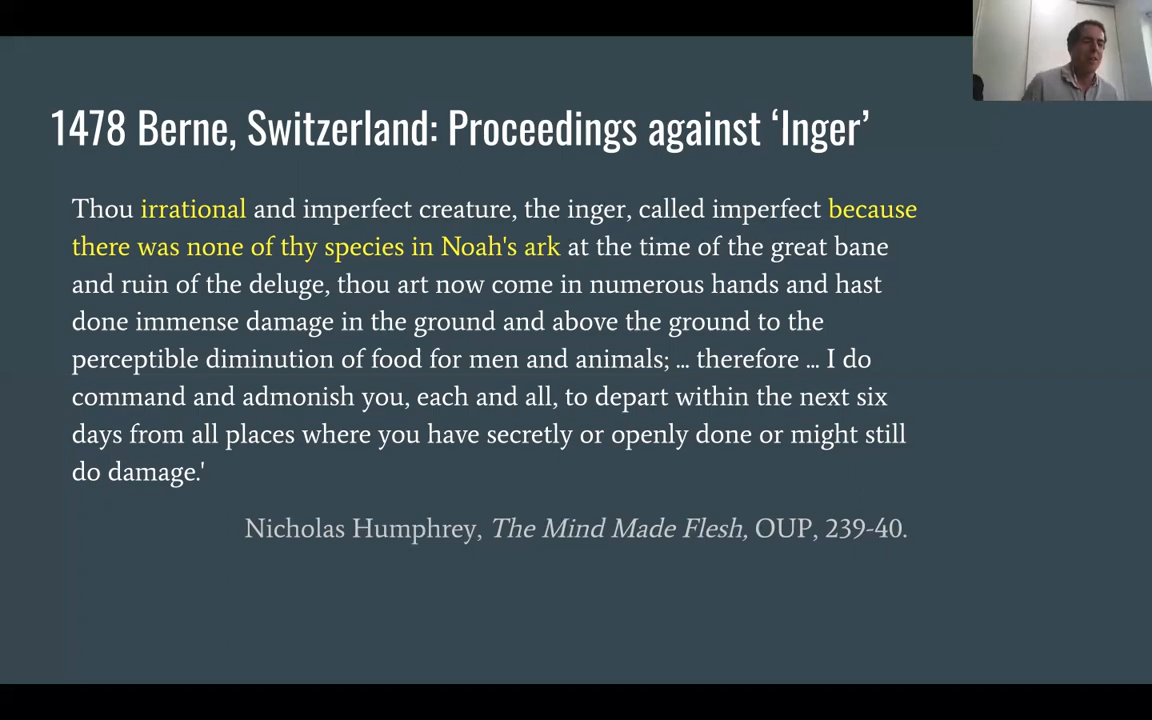 1478 Berne, Switzerland: Proceedings against ‘Inger’
Thou irrational and imperfect creature, the inger, called imperfect because
there was none of thy species in Noah's ark at the time of the great bane
and ruin of the deluge, thou art now come in numerous hands and hast
done immense damage in the ground and above the ground to the
perceptible diminution of food for men and animals; ... therefore ... I do
command and admonish you, each and all, to depart within the next six
days from all places where you have secretly or openly done or might still
do damage.'
Nicholas Humphrey, The Mind Made Flesh, OUP, 239-40.